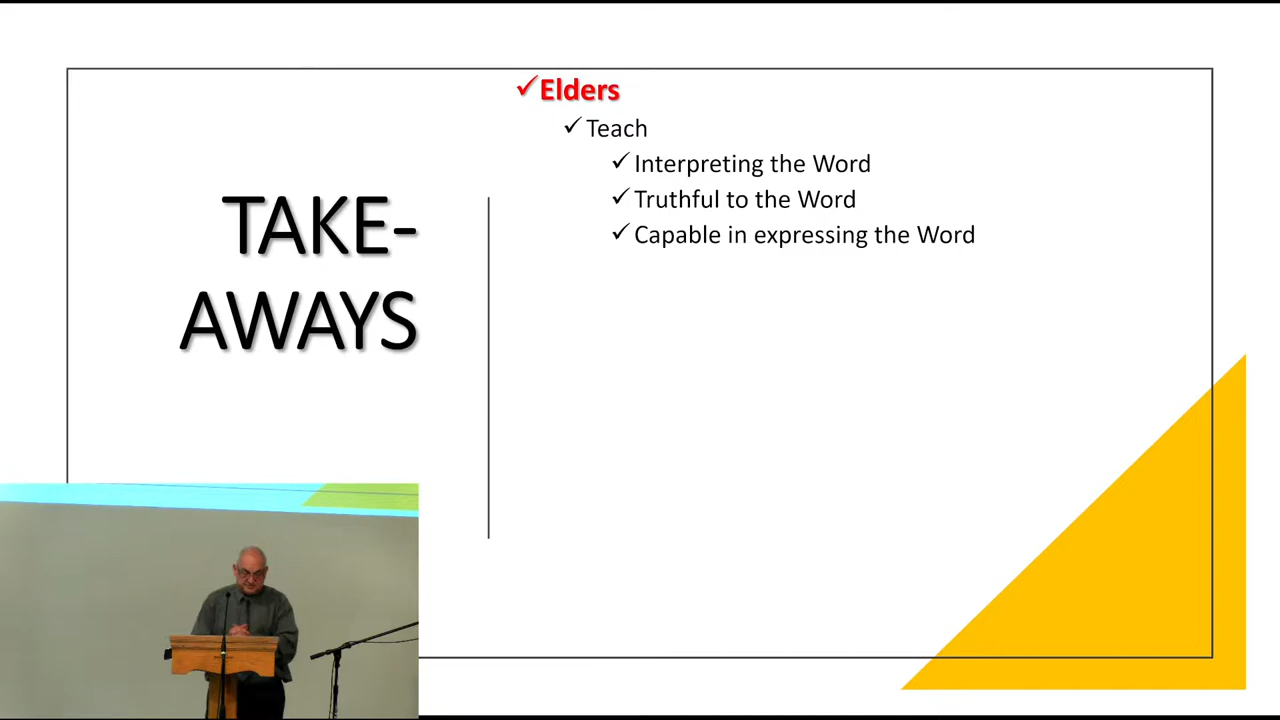 TAKE-
AWAYS
✓Elders
✓Teach
✓Interpreting the Word
✓Truthful to the Word
✓Capable in expressing the Word